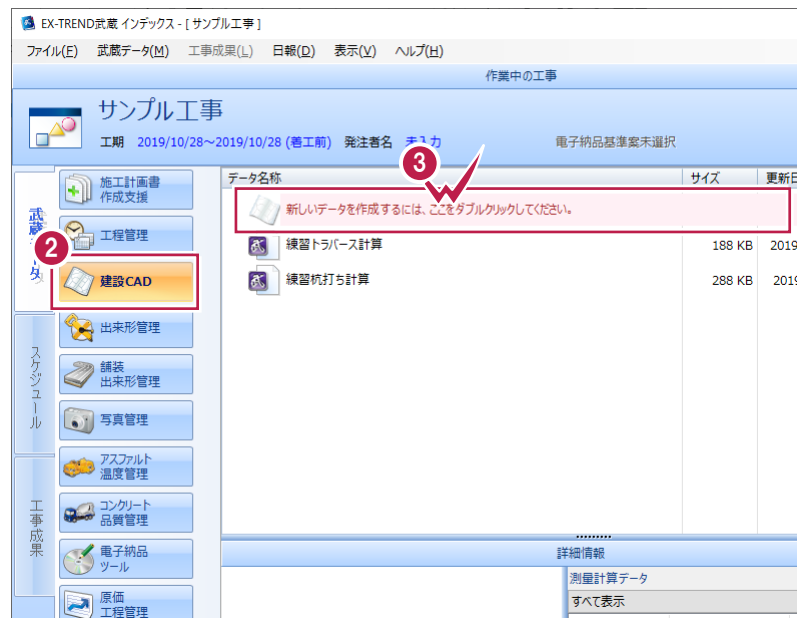 EX-TREND武蔵 インデックス - [ サンプル工事 ]
ファイル(F) 武蔵データ(M) 工事成果(L) 日報(D) 表示(V) ヘルプ(H)
作業中の工事
サンプル工事
工期 2019/10/28～2019/10/28 (着工前) 発注者名 未入力 電子納品基準案未選択
3
データ名称 サイズ 更新日
新しいデータを作成するには、ここをダブルクリックしてください。
練習トラバース計算 188 KB 2019
練習杭打ち計算 288 KB 2019
武蔵
タ
2
スケジュール
工事成果
施工計画書
作成支援
工程管理
建設CAD
出来形管理
舗装
出来形管理
写真管理
アスファルト
温度管理
コンクリート
品質管理
電子納品
ツール
原価
工程管理
詳細情報
測量計算データ
すべて表示